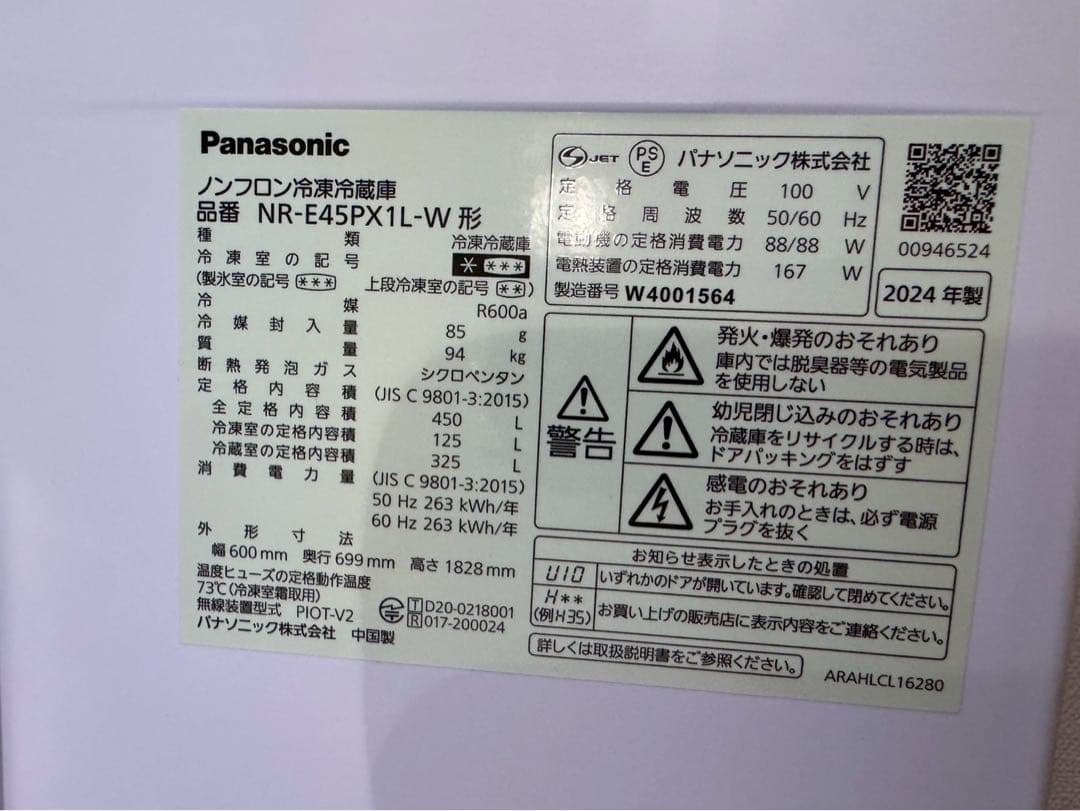 Panasonic
ノンフロン冷凍冷蔵庫
品番 NR-E45PX1L-W 形
種類 冷凍冷蔵庫
冷凍室の記号 * ***
(製氷室の記号 *** 上段冷凍室の記号 **)
冷媒 R600a
冷媒封入量 85 g
質量 94 kg
断熱発泡ガス シクロペンタン
定格内容積 (JIS C 9801-3:2015)
全定格内容積 450 L
冷凍室の定格内容積 125 L
冷蔵室の定格内容積 325 L
消費電力量 (JIS C 9801-3:2015)
50 Hz 263 kWh/年
60 Hz 263 kWh/年
外形寸法
幅 600 mm 奥行 699 mm 高さ 1828 mm
温度ヒューズの定格動作温度
73℃(冷凍室霜取用)
無線装置型式 PIOT-V2
T D20-0218001
R 017-200024
パナソニック株式会社 中国製
S JET PSE パナソニック株式会社
定格電圧 100 V
定格周波数 50/60 Hz
電動機の定格消費電力 88/88 W
電熱装置の定格消費電力 167 W
製造番号 W4001564
00946524
2024 年製
警告
発火・爆発のおそれあり
庫内では脱臭器等の電気製品
を使用しない
幼児閉じ込みのおそれあり
冷蔵庫をリサイクルする時は、
ドアパッキングをはずす
感電のおそれあり
お手入れのときは、必ず電源
プラグを抜く
お知らせ表示したときの処置
U10 いずれかのドアが開いています。確認して閉めてください。
H** (例H35) お買い上げの販売店に表示内容をご連絡ください。
詳しくは取扱説明書をご参照ください。
ARAHLCL16280